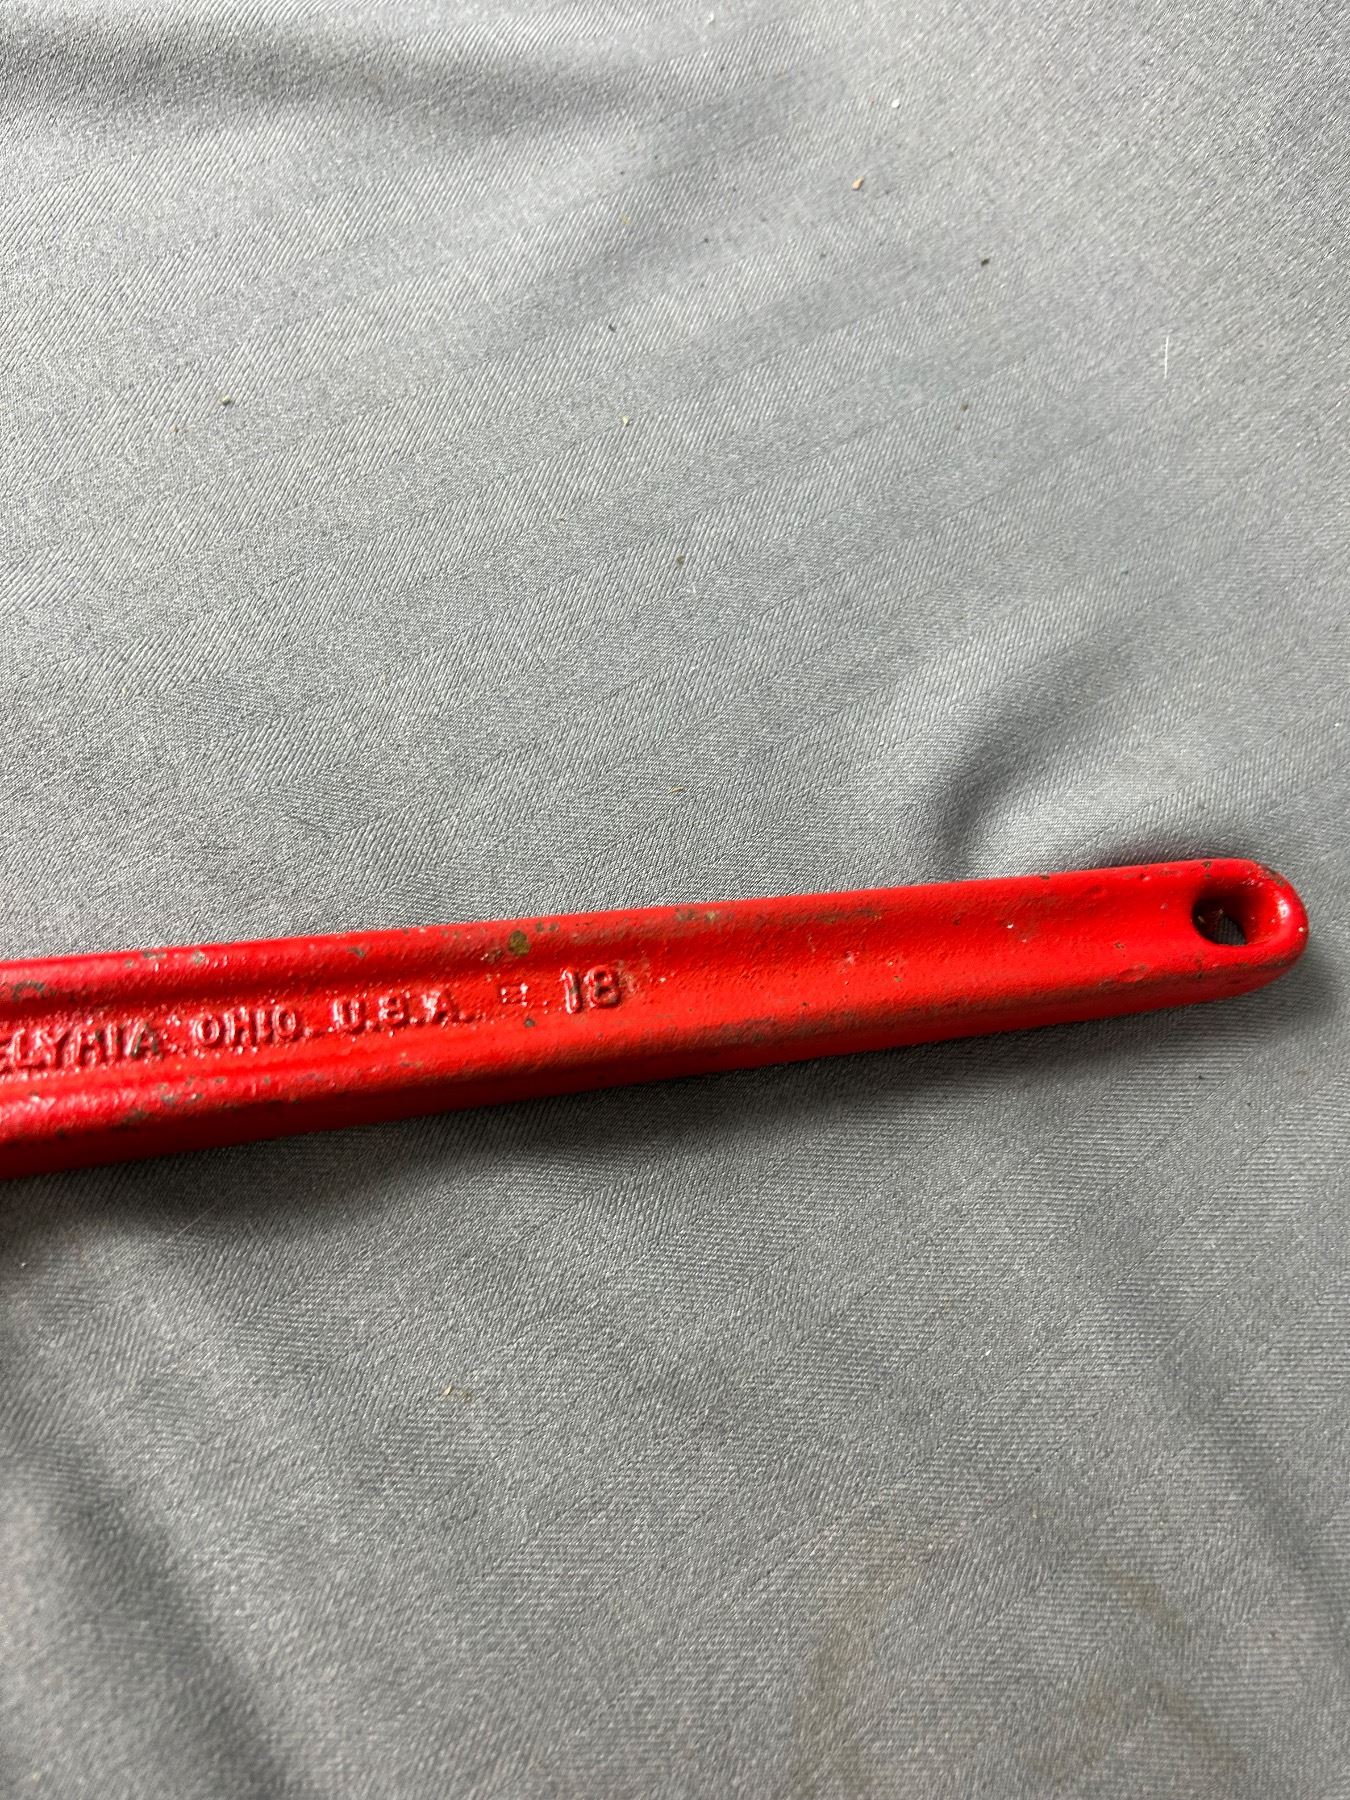 ELYRIA, OHIO. U.S.A. = 18